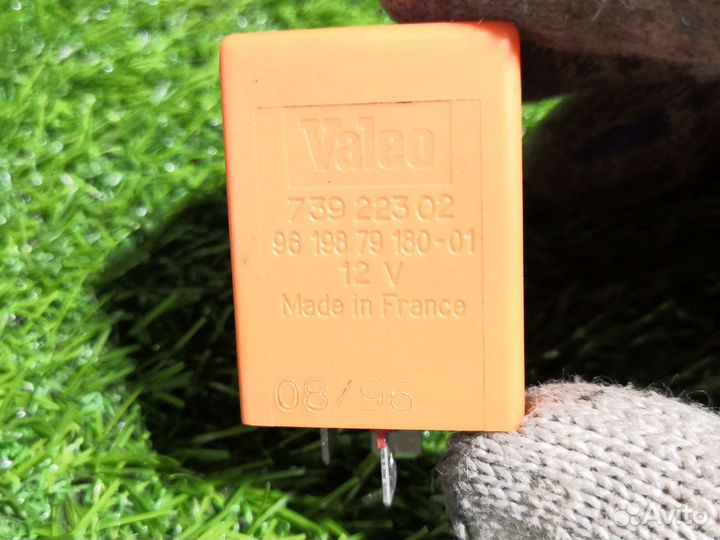 Valeo
739 223 02
96 198 79 180-01
12 V
Made in France
08/96
Avito